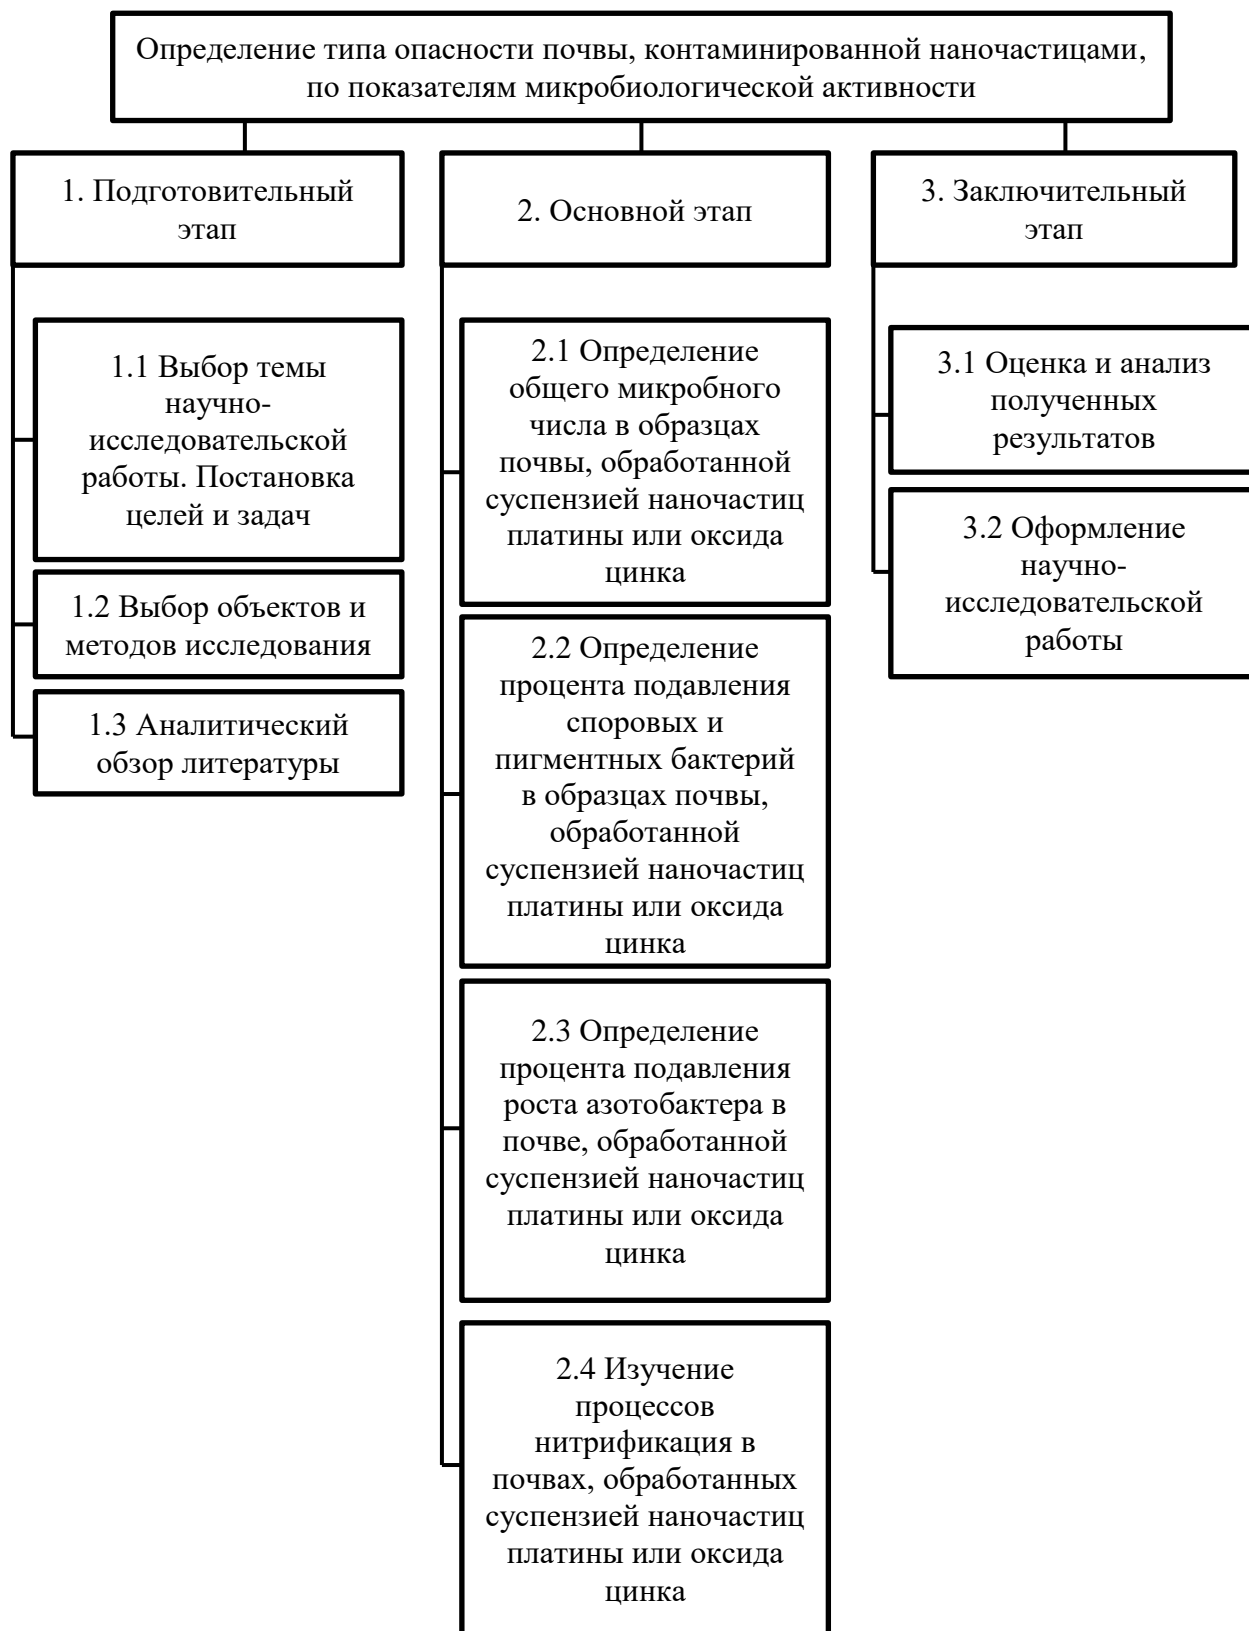 Определение типа опасности почвы, контаминированной наночастицами,
по показателям микробиологической активности
1. Подготовительный
этап
1.1 Выбор темы
научно-
исследовательской
работы. Постановка
целей и задач
1.2 Выбор объектов и
методов исследования
1.3 Аналитический
обзор литературы
2. Основной этап
2.1 Определение
общего микробного
числа в образцах
почвы, обработанной
суспензией наночастиц
платины или оксида
цинка
2.2 Определение
процента подавления
споровых и
пигментных бактерий
в образцах почвы,
обработанной
суспензией наночастиц
платины или оксида
цинка
2.3 Определение
процента подавления
роста азотобактера в
почве, обработанной
суспензией наночастиц
платины или оксида
цинка
2.4 Изучение
процессов
нитрификация в
почвах, обработанных
суспензией наночастиц
платины или оксида
цинка
3. Заключительный
этап
3.1 Оценка и анализ
полученных
результатов
3.2 Оформление
научно-
исследовательской
работы